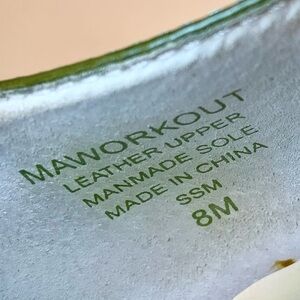 MAWORKOUT
LEATHER UPPER
MANMADE SOLE
MADE IN CHINA
SSM
8M